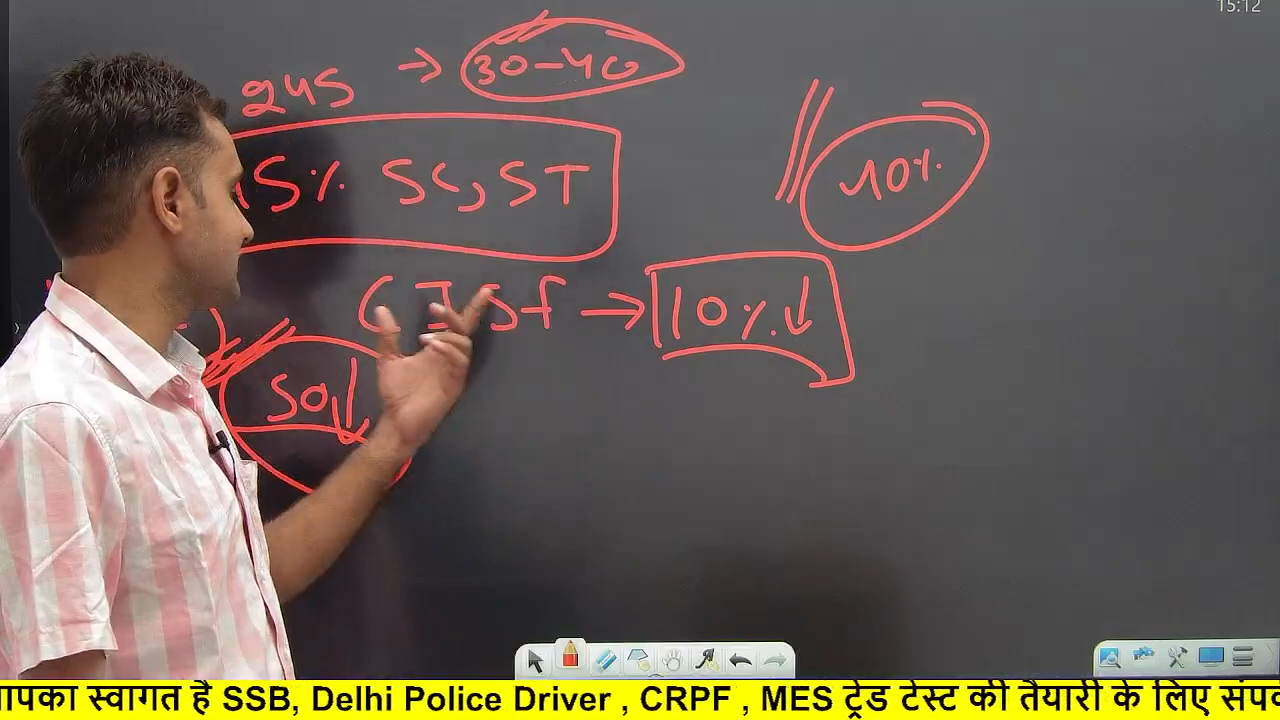 15:12
245 → 30-40
15% SC, ST
10%
CISf → 10%.↓
50↓
ापका स्वागत है SSB, Delhi Police Driver , CRPF , MES ट्रेड टेस्ट की तैयारी के लिए संपव